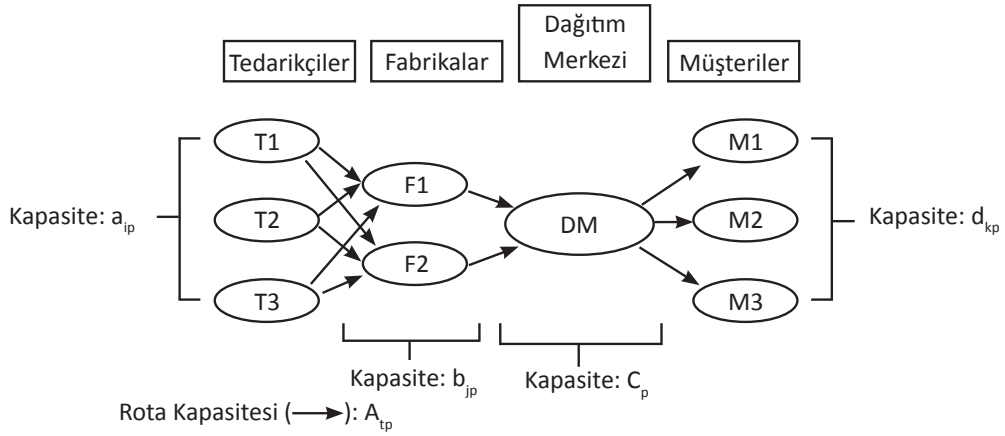 Tedarikçiler
Fabrikalar
Dağıtım
Merkezi
Müşteriler
T1
T2
T3
F1
F2
DM
M1
M2
M3
Kapasite: a_ip
Kapasite: d_kp
Kapasite: b_jp
Kapasite: C_p
Rota Kapasitesi (→): A_tp